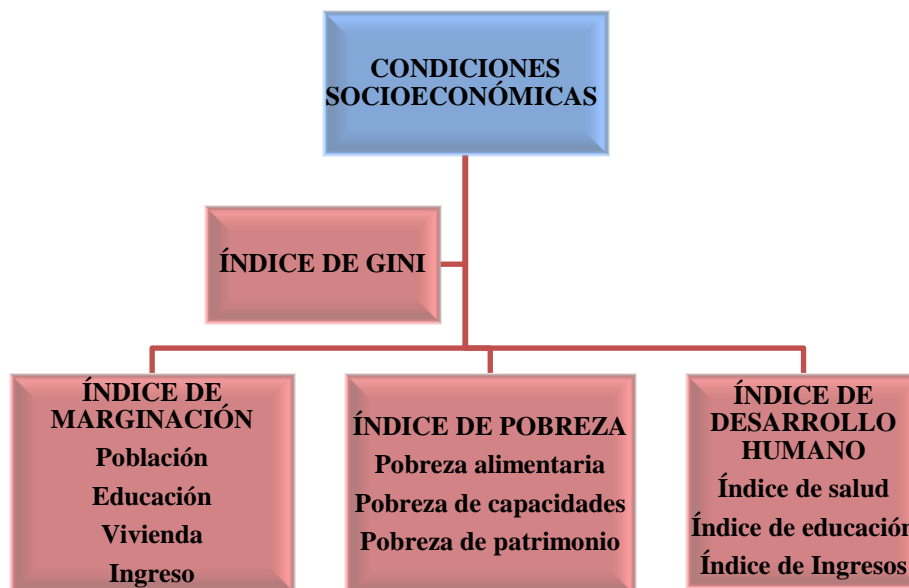 CONDICIONES
SOCIOECONÓMICAS
ÍNDICE DE GINI
ÍNDICE DE
MARGINACIÓN
Población
Educación
Vivienda
Ingreso
ÍNDICE DE POBREZA
Pobreza alimentaria
Pobreza de capacidades
Pobreza de patrimonio
ÍNDICE DE
DESARROLLO
HUMANO
Índice de salud
Índice de educación
Índice de Ingresos